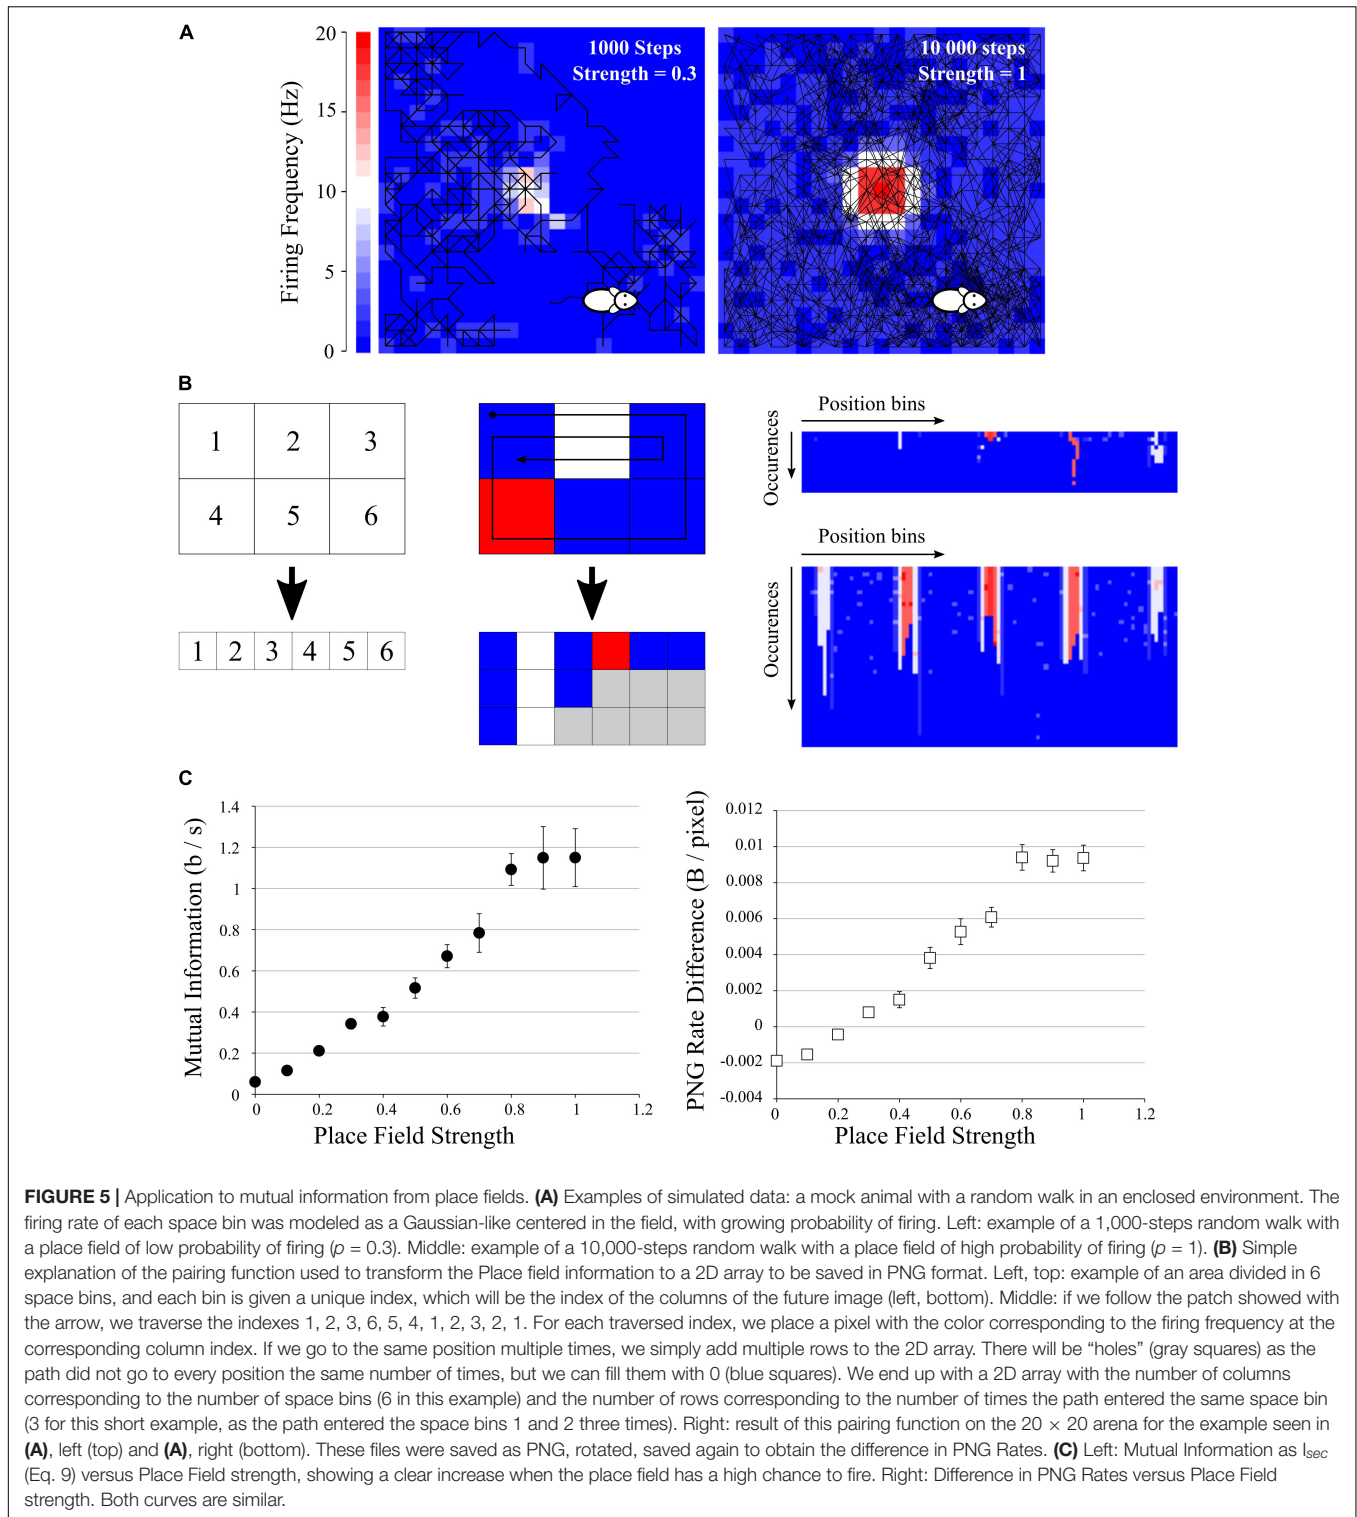 A
20
15
10
5
0
Firing Frequency (Hz)
1000 Steps
Strength = 0.3
10 000 steps
Strength = 1
B
1 2 3
4 5 6
1 2 3 4 5 6
Position bins
Occurences
Position bins
Occurences
C
Mutual Information (b / s)
1.4
1.2
1
0.8
0.6
0.4
0.2
0
0 0.2 0.4 0.6 0.8 1 1.2
Place Field Strength
PNG Rate Difference (B / pixel)
0.012
0.01
0.008
0.006
0.004
0.002
0
-0.002
-0.004
0 0.2 0.4 0.6 0.8 1 1.2
Place Field Strength
FIGURE 5 | Application to mutual information from place fields. (A) Examples of simulated data: a mock animal with a random walk in an enclosed environment. The
firing rate of each space bin was modeled as a Gaussian-like centered in the field, with growing probability of firing. Left: example of a 1,000-steps random walk with
a place field of low probability of firing (p = 0.3). Middle: example of a 10,000-steps random walk with a place field of high probability of firing (p = 1). (B) Simple
explanation of the pairing function used to transform the Place field information to a 2D array to be saved in PNG format. Left, top: example of an area divided in 6
space bins, and each bin is given a unique index, which will be the index of the columns of the future image (left, bottom). Middle: if we follow the patch showed with
the arrow, we traverse the indexes 1, 2, 3, 6, 5, 4, 1, 2, 3, 2, 1. For each traversed index, we place a pixel with the color corresponding to the firing frequency at the
corresponding column index. If we go to the same position multiple times, we simply add multiple rows to the 2D array. There will be “holes” (gray squares) as the
path did not go to every position the same number of times, but we can fill them with 0 (blue squares). We end up with a 2D array with the number of columns
corresponding to the number of space bins (6 in this example) and the number of rows corresponding to the number of times the path entered the same space bin
(3 for this short example, as the path entered the space bins 1 and 2 three times). Right: result of this pairing function on the 20 × 20 arena for the example seen in
(A), left (top) and (A), right (bottom). These files were saved as PNG, rotated, saved again to obtain the difference in PNG Rates. (C) Left: Mutual Information as Isec
(Eq. 9) versus Place Field strength, showing a clear increase when the place field has a high chance to fire. Right: Difference in PNG Rates versus Place Field
strength. Both curves are similar.